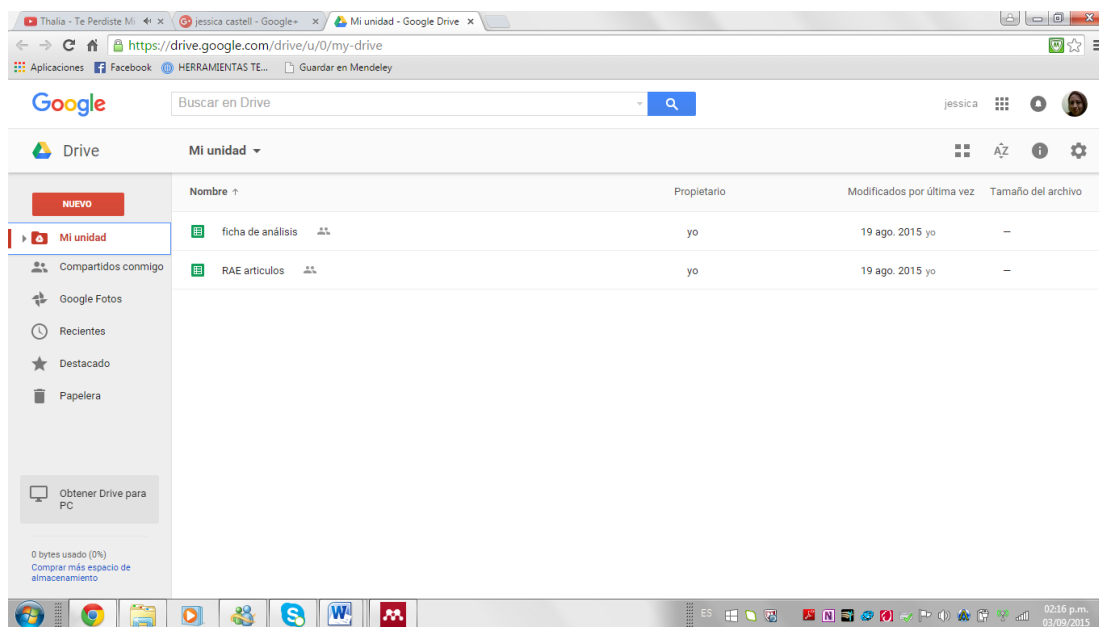 Thalia - Te Perdiste Mi
jessica castell - Google+
Mi unidad - Google Drive
https://drive.google.com/drive/u/0/my-drive
Aplicaciones Facebook HERRAMIENTAS TE... Guardar en Mendeley
Google Buscar en Drive jessica
Drive Mi unidad AZ
NUEVO
Nombre Propietario Modificados por última vez Tamaño del archivo
Mi unidad
ficha de análisis yo 19 ago. 2015 yo –
Compartidos conmigo
RAE articulos yo 19 ago. 2015 yo –
Google Fotos
Recientes
Destacado
Papelera
Obtener Drive para
PC
0 bytes usado (0%)
Comprar más espacio de
almacenamiento
ES
02:16 p.m.
03/09/2015